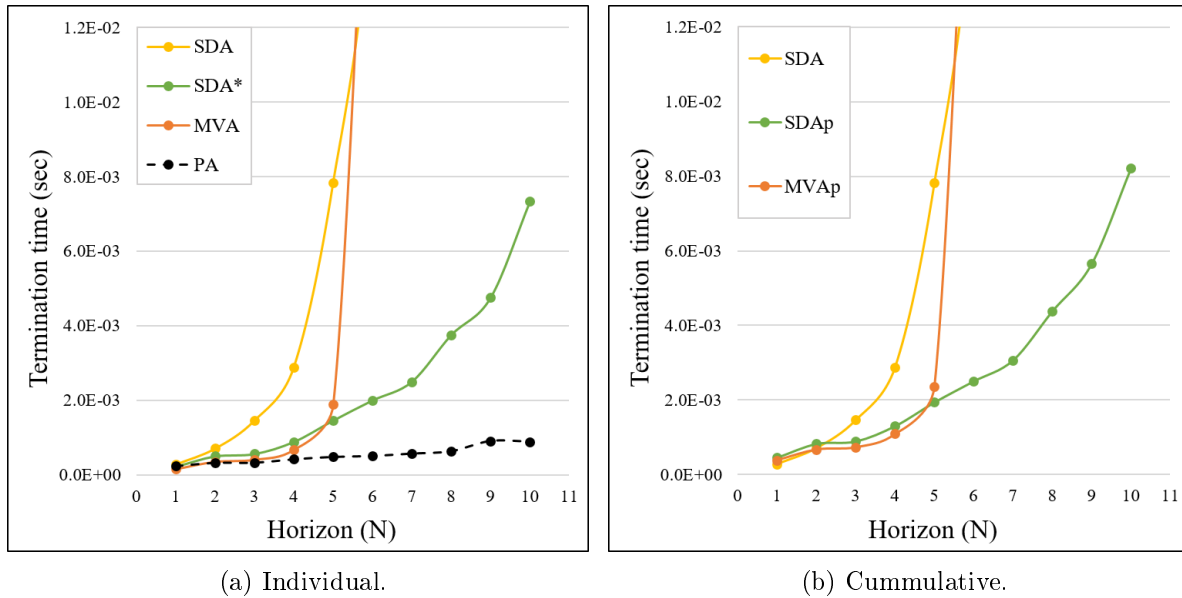 1.2E-02
1.0E-02
8.0E-03
6.0E-03
4.0E-03
2.0E-03
0.0E+00
Termination time (sec)
SDA
SDA*
MVA
PA
0 1 2 3 4 5 6 7 8 9 10 11
Horizon (N)
(a) Individual.
1.2E-02
1.0E-02
8.0E-03
6.0E-03
4.0E-03
2.0E-03
0.0E+00
Termination time (sec)
SDA
SDAp
MVAp
0 1 2 3 4 5 6 7 8 9 10 11
Horizon (N)
(b) Cummulative.